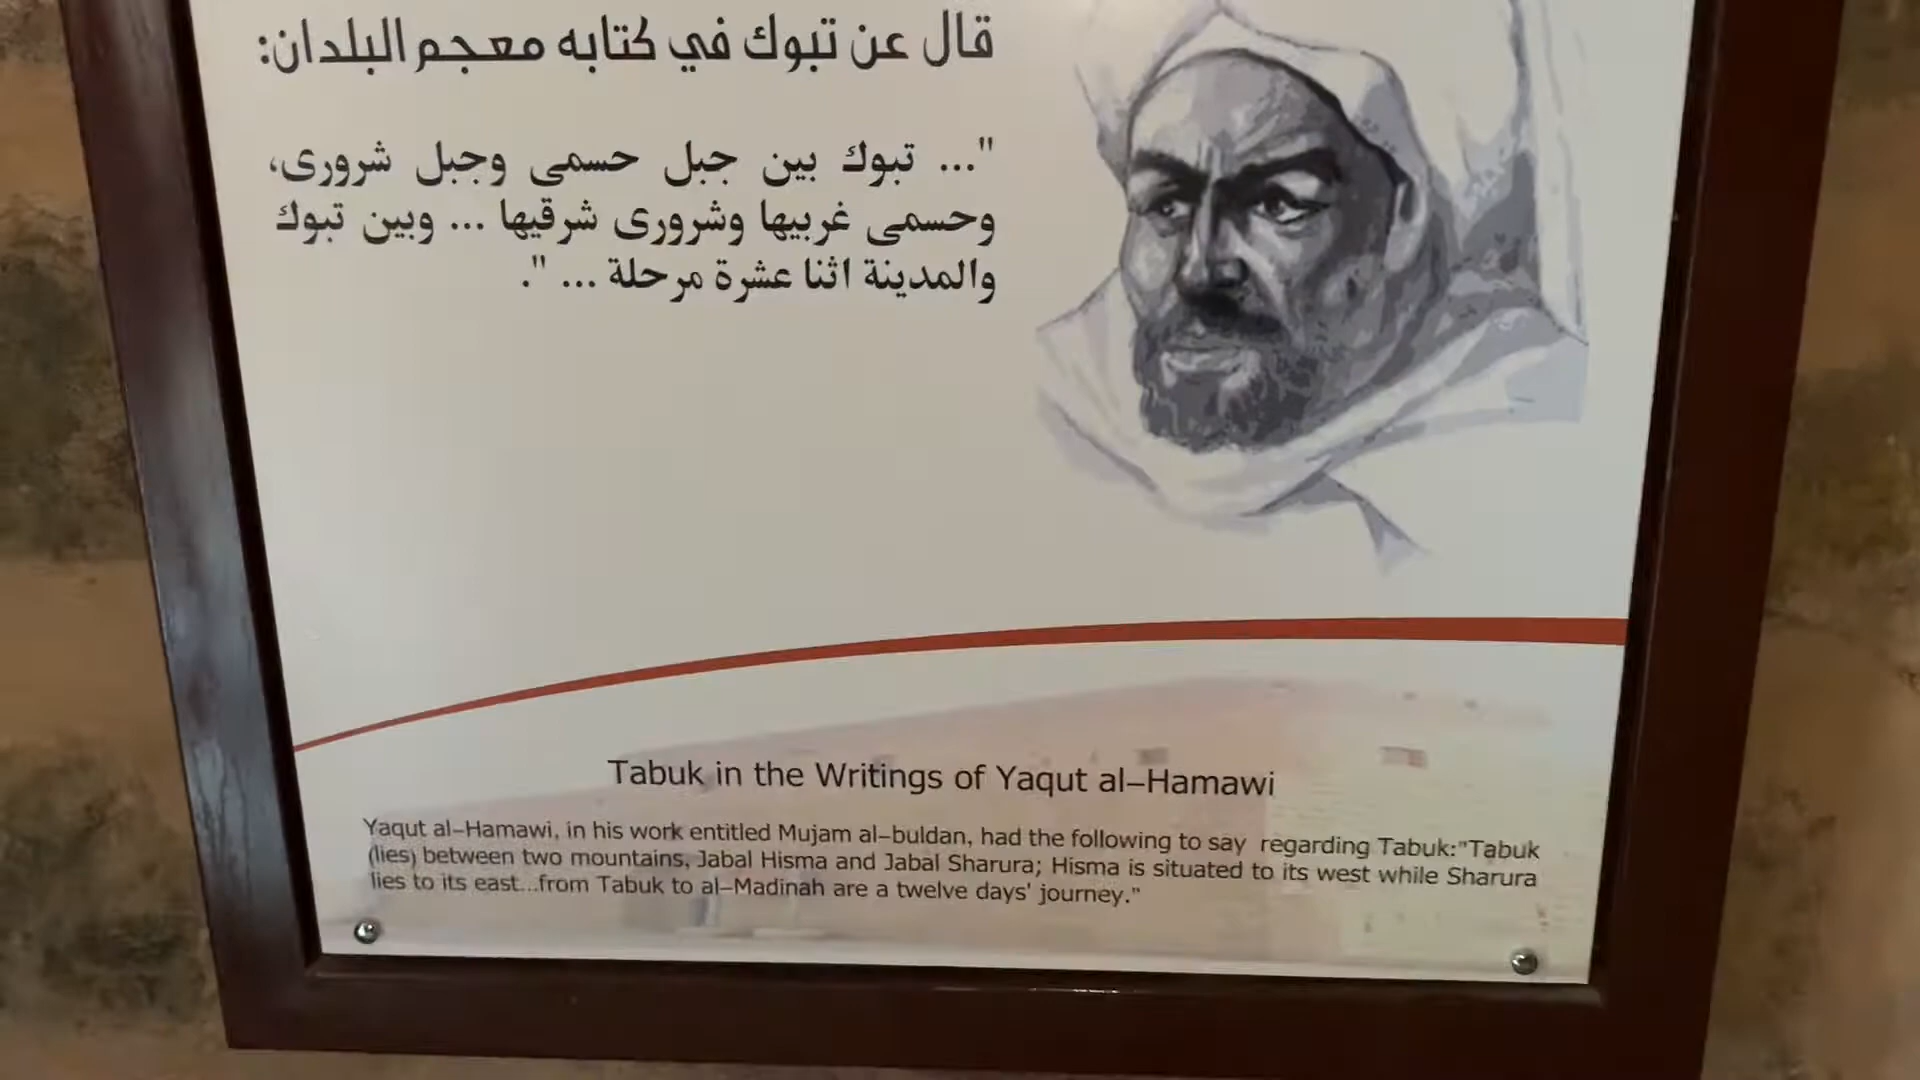 قال عن تبوك في كتابه معجم البلدان:
"... تبوك بين جبل حسمى وجبل شرورى،
وحسمى غربيها وشرورى شرقيها ... وبين تبوك
والمدينة اثنا عشرة مرحلة ... ".
Tabuk in the Writings of Yaqut al-Hamawi
Yaqut al-Hamawi, in his work entitled Mujam al-buldan, had the following to say regarding Tabuk:"Tabuk
(lies) between two mountains, Jabal Hisma and Jabal Sharura; Hisma is situated to its west while Sharura
lies to its east...from Tabuk to al-Madinah are a twelve days' journey."